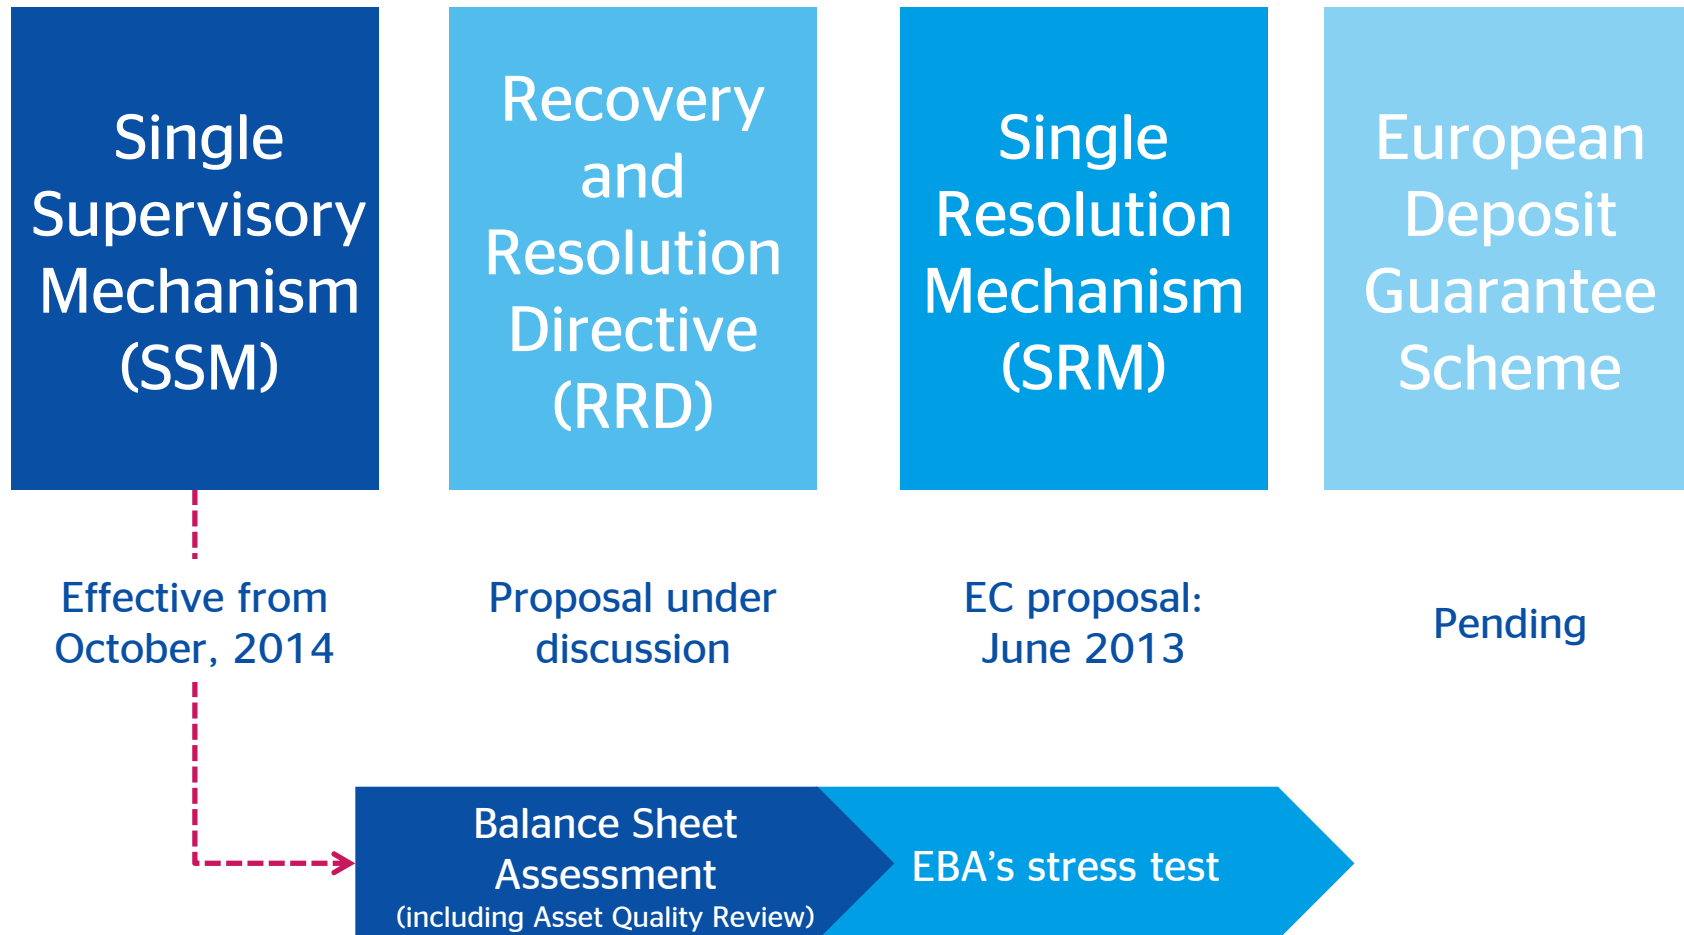 Single
Supervisory
Mechanism
(SSM)
Recovery
and
Resolution
Directive
(RRD)
Single
Resolution
Mechanism
(SRM)
European
Deposit
Guarantee
Scheme
Effective from
October, 2014
Proposal under
discussion
EC proposal:
June 2013
Pending
Balance Sheet
Assessment
(including Asset Quality Review)
EBA’s stress test